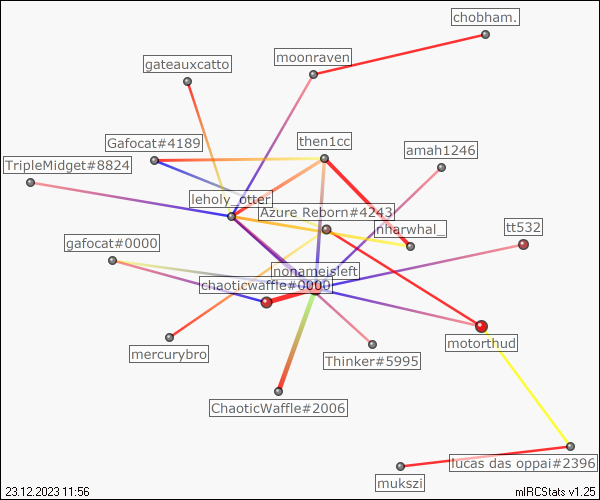 chobham.
moonraven
gateauxcatto
Gafocat#4189
then1cc
amah1246
TripleMidget#8824
leholy_otter
Azure Reborn#4243
nharwhal_
tt532
gafocat#0000
nonameisleft
chaoticwaffle#0000
motorthud
mercurybro
Thinker#5995
ChaoticWaffle#2006
lucas das oppai#2396
mukszi
23.12.2023 11:56
mIRCStats v1.25